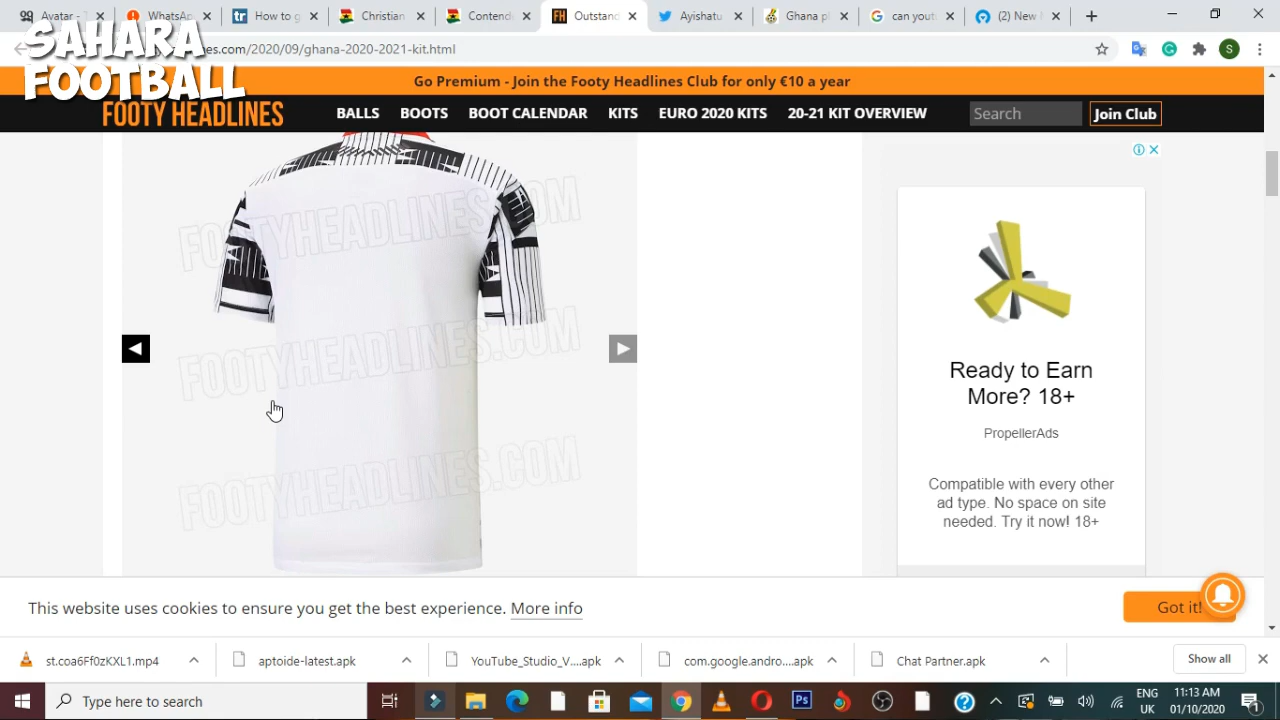 Avatar - T
WhatsAp
How to g
Christian
Contende
Outstand
Ayishatu
Ghana p
can yout
(2) New
SAHARA
FOOTBALL
es.com/2020/09/ghana-2020-2021-kit.html
S
Go Premium - Join the Footy Headlines Club for only €10 a year
FOOTY HEADLINES
BALLS
BOOTS
BOOT CALENDAR
KITS
EURO 2020 KITS
20-21 KIT OVERVIEW
Search
Join Club
FOOTYHEADLINES.COM
FOOTYHEADLINES.COM
FOOTYHEADLINES.COM
Ready to Earn
More? 18+
PropellerAds
Compatible with every other
ad type. No space on site
needed. Try it now! 18+
This website uses cookies to ensure you get the best experience. More info
Got it!
st.coa6Ff0zKXL1.mp4
aptoide-latest.apk
YouTube_Studio_V....apk
com.google.andro....apk
Chat Partner.apk
Show all
Type here to search
Ps
ENG
UK
11:13 AM
01/10/2020
1